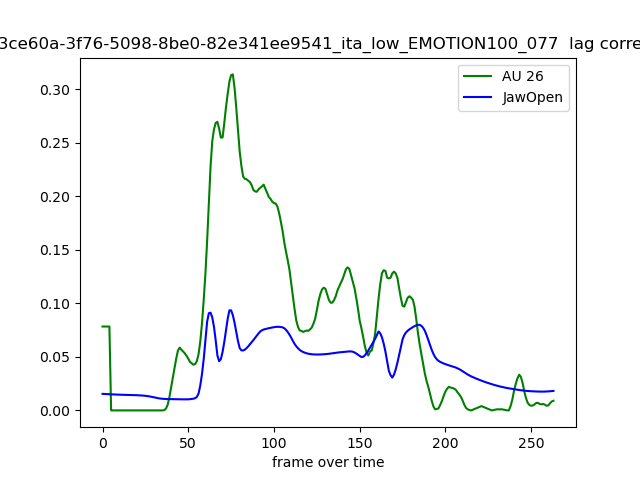 3ce60a-3f76-5098-8be0-82e341ee9541_ita_low_EMOTION100_077 lag corre
AU 26
JawOpen
0.30
0.25
0.20
0.15
0.10
0.05
0.00
0 50 100 150 200 250
frame over time